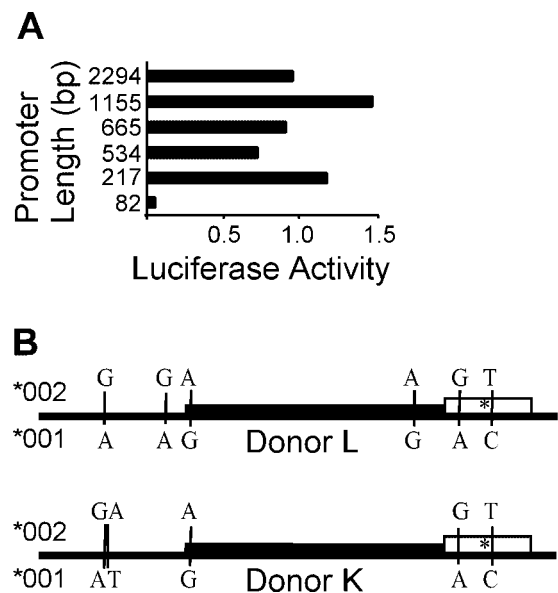 A
Promoter
Length (bp)
2294
1155
665
534
217
82
0.5 1.0 1.5
Luciferase Activity
B
G G A A G T
*002
*
*001
A A G Donor L G A C
GA A G T
*002
*
*001
AT G Donor K A C